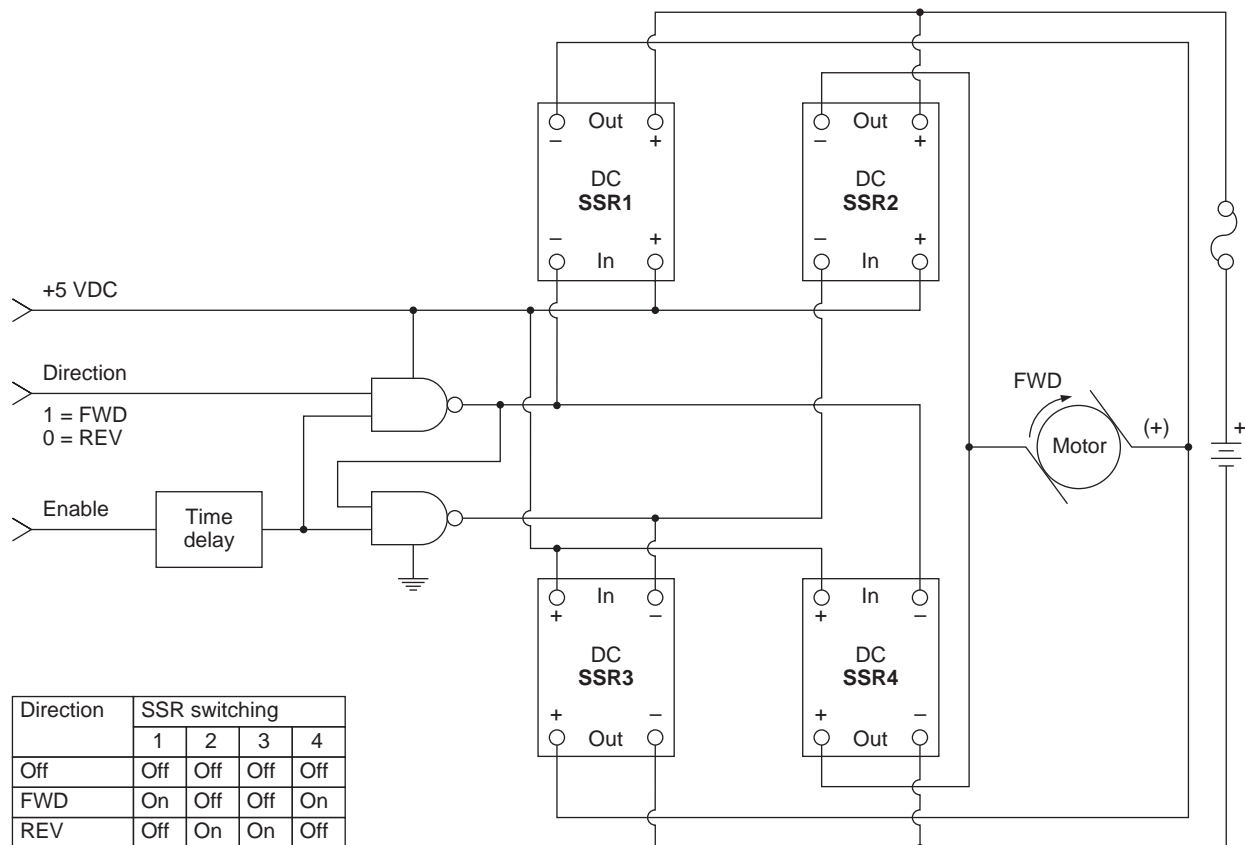 Out
− +
DC
SSR1
− +
In
Out
− +
DC
SSR2
− +
In
+5 VDC
Direction
1 = FWD
0 = REV
Enable
Time
delay
FWD
Motor
(+)
+
In
+ −
DC
SSR3
+ −
Out
In
+ −
DC
SSR4
+ −
Out
Direction SSR switching
1 2 3 4
Off Off Off Off Off
FWD On Off Off On
REV Off On On Off